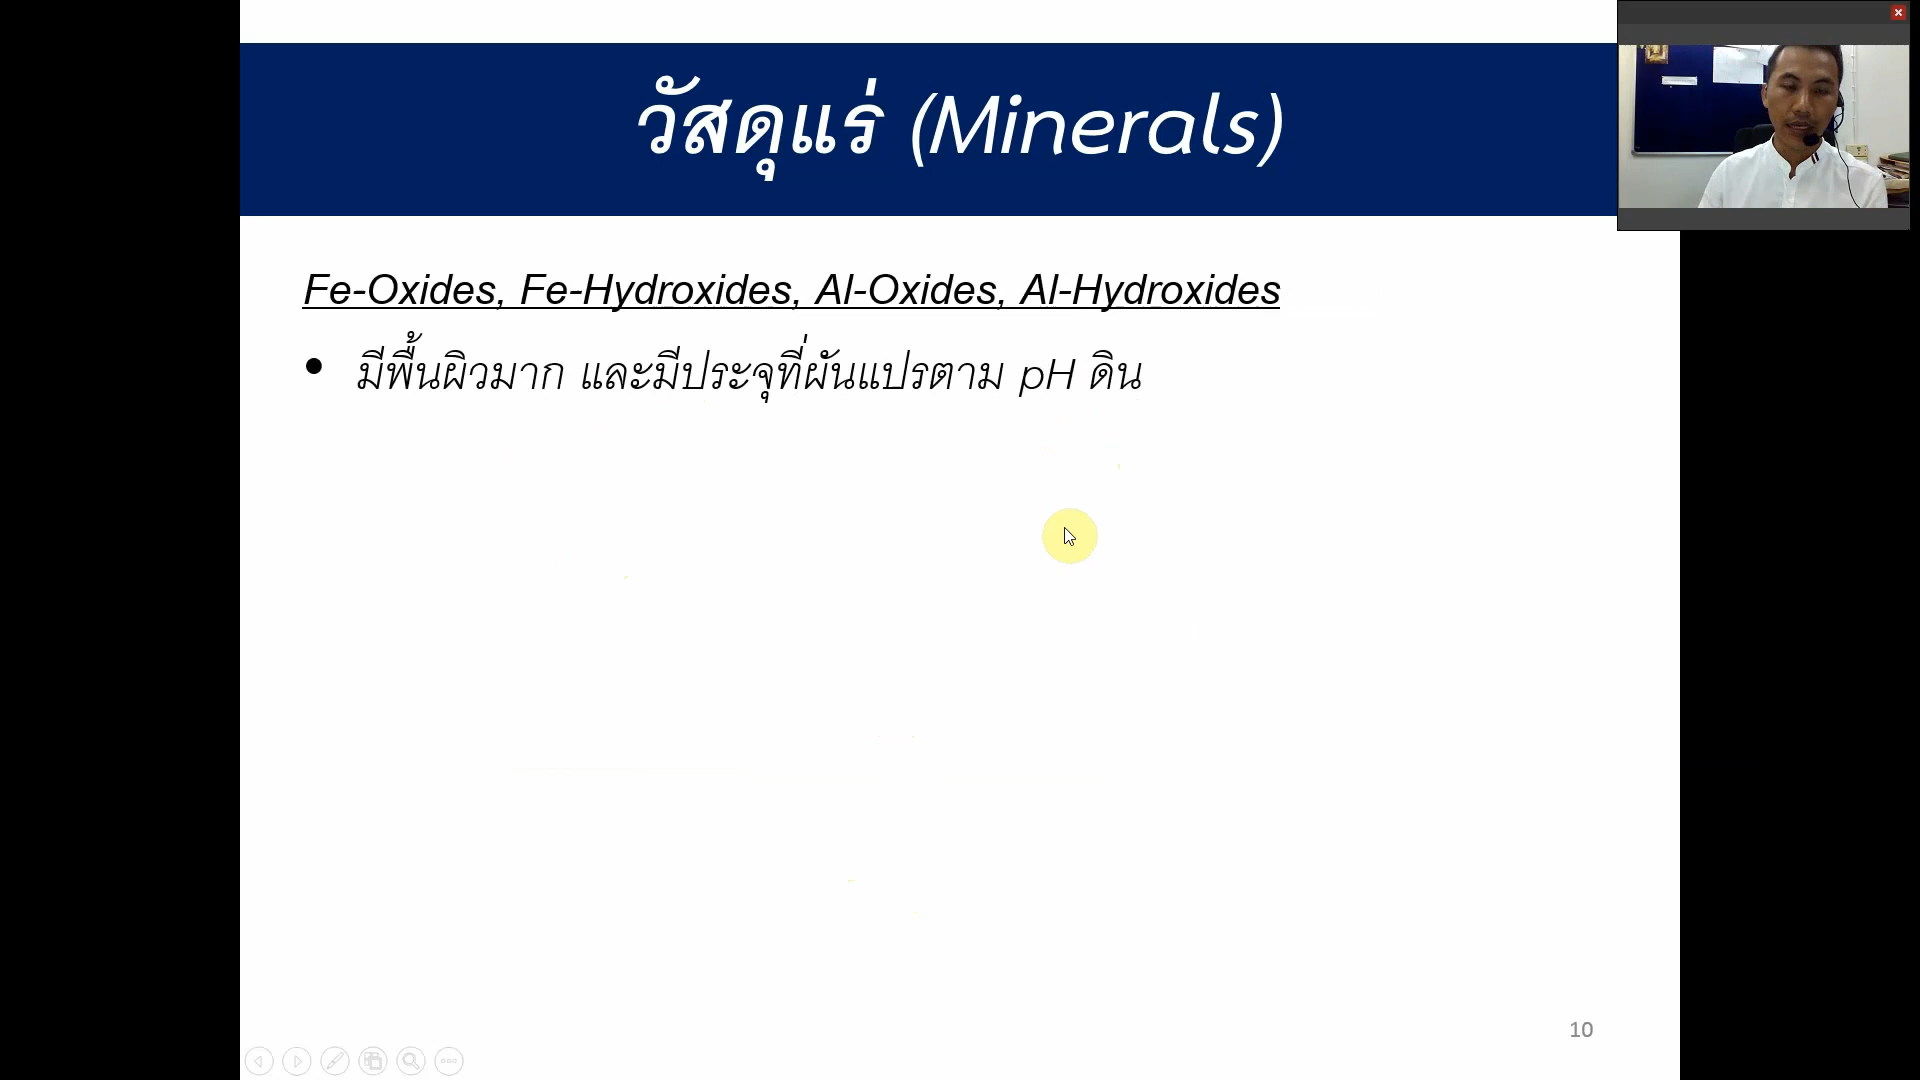 วัสดุแร่ (Minerals)
Fe-Oxides, Fe-Hydroxides, Al-Oxides, Al-Hydroxides
• มีพื้นผิวมาก และมีประจุที่ผันแปรตาม pH ดิน
10